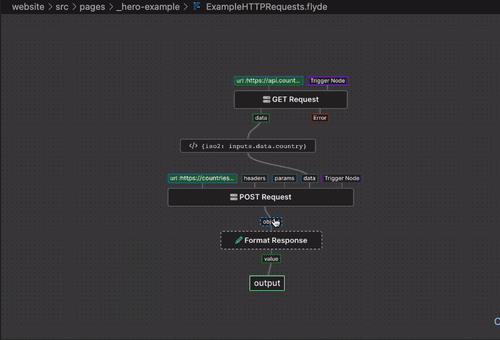 website > src > pages > _hero-example > ExampleHTTPRequests.flyde
url :https://api.count... Trigger Node
GET Request
data Error
</> {iso2: inputs.data.country}
url :https://countries... headers params data Trigger Node
POST Request
Format Response
value
output